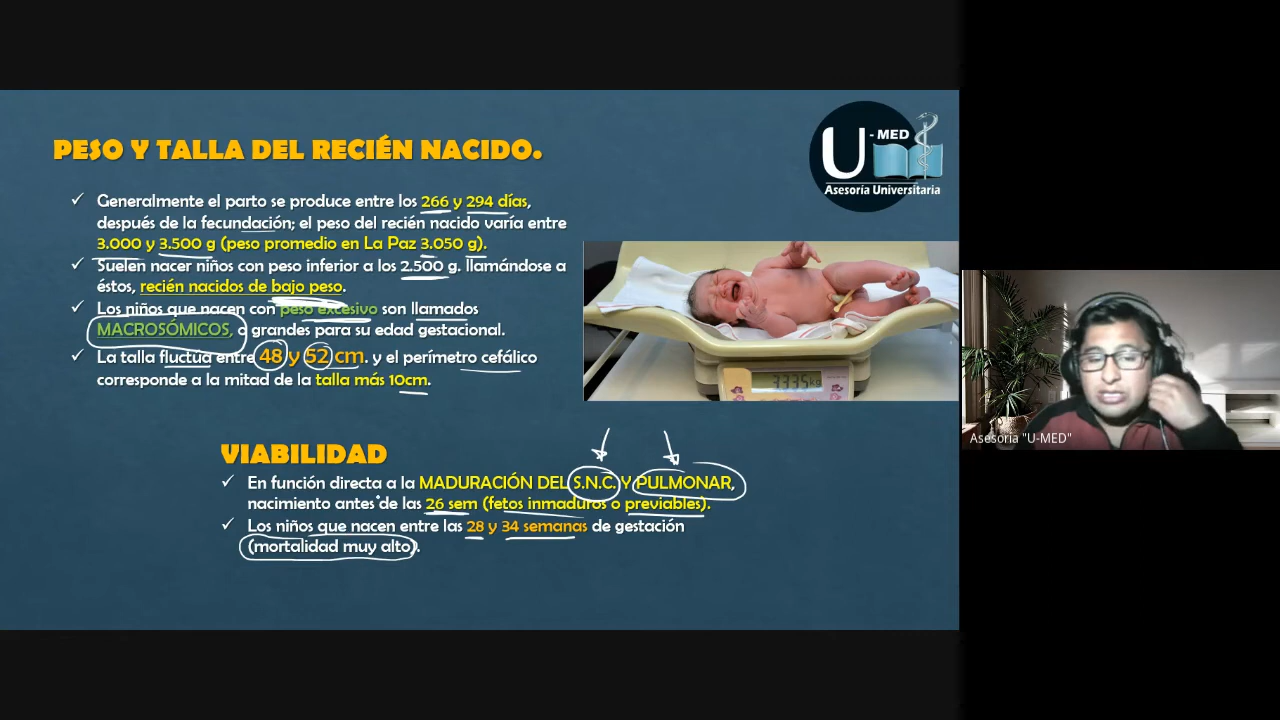 PESO Y TALLA DEL RECIÉN NACIDO.
Generalmente el parto se produce entre los 266 y 294 días,
después de la fecundación; el peso del recién nacido varía entre
3.000 y 3.500 g (peso promedio en La Paz 3.050 g).
Suelen nacer niños con peso inferior a los 2.500 g. llamándose a
éstos, recién nacidos de bajo peso.
Los niños que nacen con peso excesivo son llamados
MACROSÓMICOS, o grandes para su edad gestacional.
La talla fluctúa entre 48 y 52 cm. y el perímetro cefálico
corresponde a la mitad de la talla más 10cm.
U-MED
Asesoría Universitaria
3.335kg
VIABILIDAD
En función directa a la MADURACIÓN DEL S.N.C. Y PULMONAR,
nacimiento antes de las 26 sem (fetos inmaduros o previables).
Los niños que nacen entre las 28 y 34 semanas de gestación
(mortalidad muy alto).
Asesoria "U-MED"